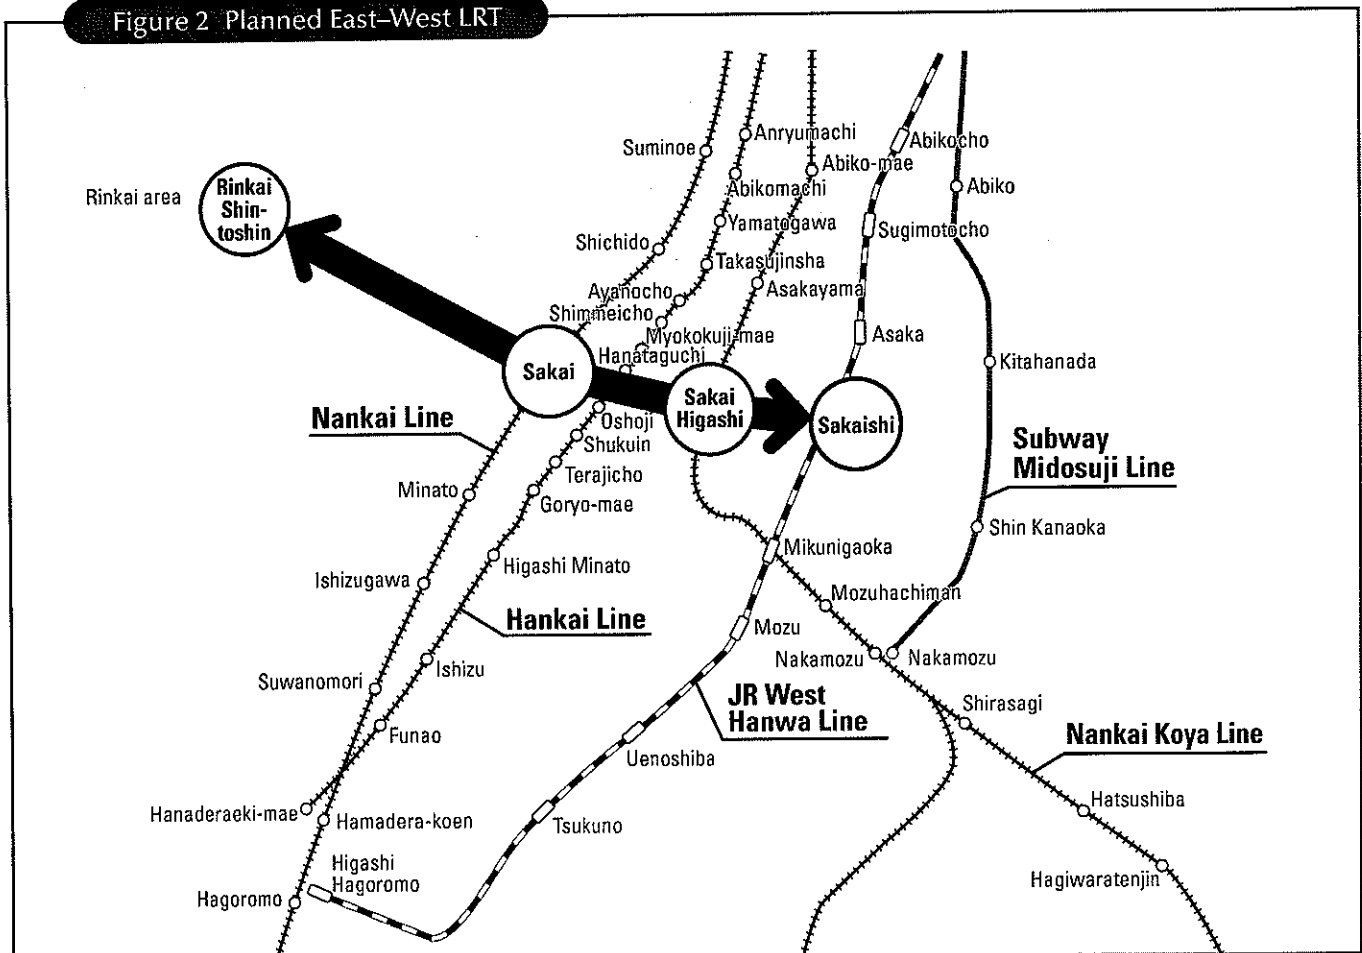 Figure 2 Planned East–West LRT
Anryumachi
Suminoe
Abikocho
Abiko-mae
Rinkai area
Rinkai
Shin-
toshin
Abikomachi
Abiko
Yamatogawa
Sugimotocho
Shichido
Takasujinsha
Ayanocho
Asakayama
Shimmeicho
Myokokuji-mae
Asaka
Hanataguchi
Kitahanada
Sakai
Sakai
Higashi
Sakaishi
Nankai Line
Oshoji
Shukuin
Subway
Midosuji Line
Terajicho
Minato
Goryo-mae
Shin Kanaoka
Mikunigaoka
Higashi Minato
Ishizugawa
Mozuhachiman
Hankai Line
Mozu
Nakamozu
Nakamozu
Ishizu
Suwanomori
JR West
Hanwa Line
Shirasagi
Funao
Nankai Koya Line
Uenoshiba
Hatsushiba
Hanaderaeki-mae
Hamadera-koen
Tsukuno
Higashi
Hagoromo
Hagiwaratenjin
Hagoromo